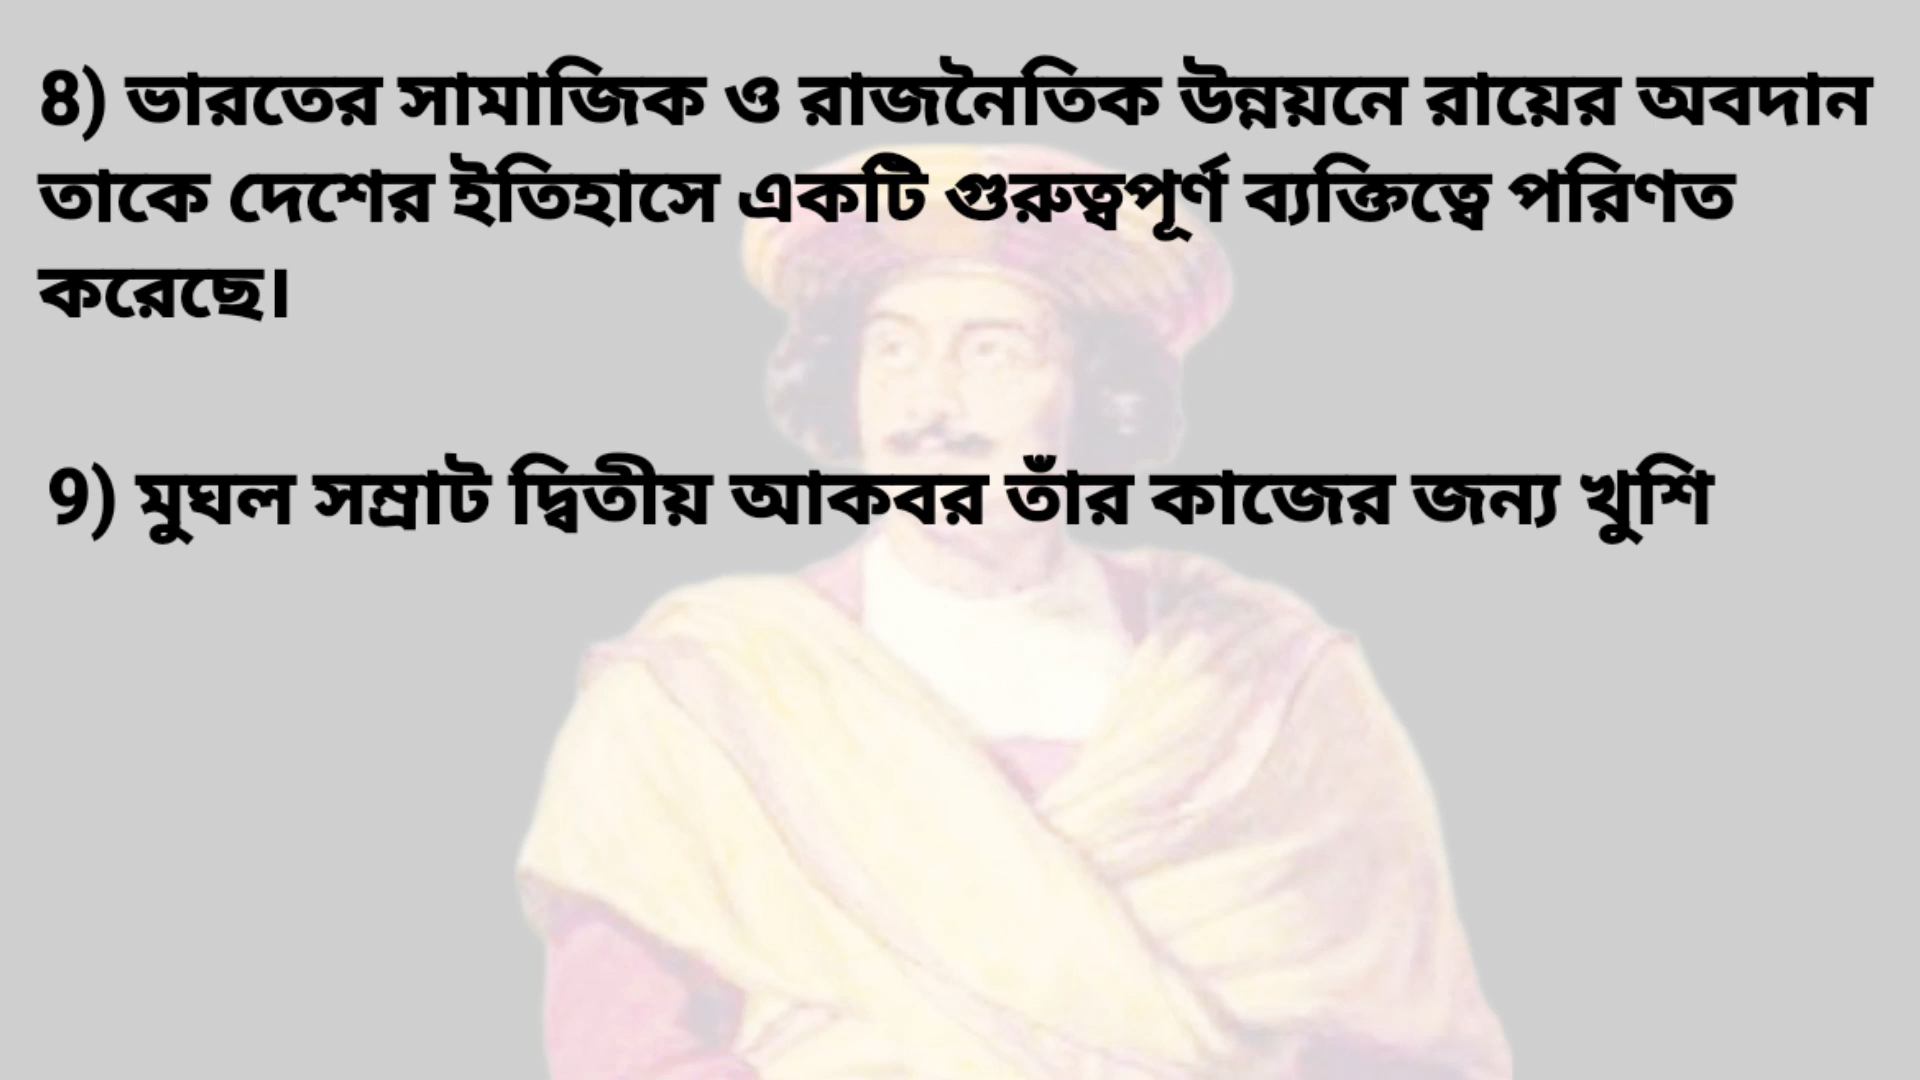 8) ভারতের সামাজিক ও রাজনৈতিক উন্নয়নে রায়ের অবদান
তাকে দেশের ইতিহাসে একটি গুরুত্বপূর্ণ ব্যক্তিত্বে পরিণত
করেছে।
9) মুঘল সম্রাট দ্বিতীয় আকবর তাঁর কাজের জন্য খুশি